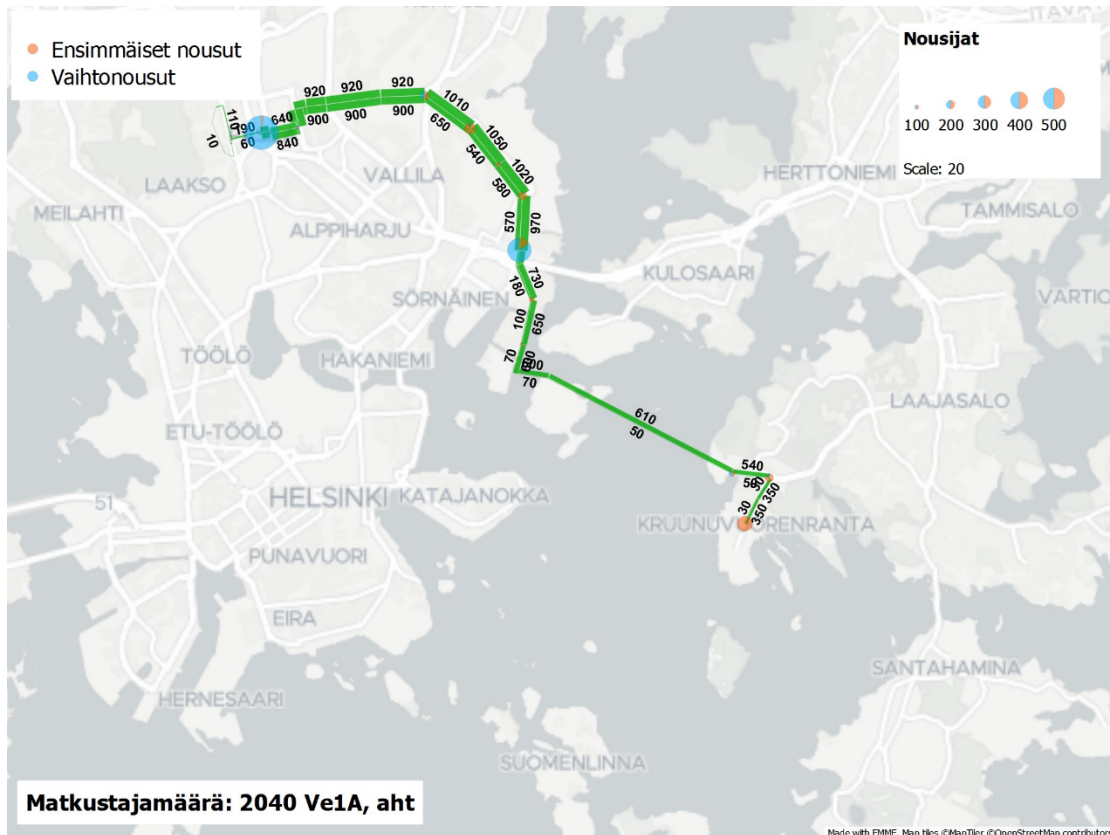 KUMPULA
ITÄVÄ
Ensimmäiset nousut
Vaihtonousut
Nousijat
100 200 300 400 500
Scale: 20
920
920
920
1010
110
640
900
900
900
650
10
60
840
1050
540
1020
580
LAAKSO
VALLILA
HERTTONIEMI
MEILAHTI
ALPPIHARJU
570
970
TAMMISALO
KULOSAARI
SÖRNÄINEN
180
730
VARTIO
100
650
TÖÖLÖ
HAKANIEMI
70
70
610
50
LAAJASALO
ETU-TÖÖLÖ
540
51
HELSINKI
KATAJANOKKA
350
30
350
KRUUNUVUORENRANTA
PUNAVUORI
EIRA
SANTAHAMINA
HERNESAARI
SUOMENLINNA
Matkustajamäärä: 2040 Ve1A, aht
Made with EMME, Map tiles ©MapTiler ©OpenStreetMap contributors